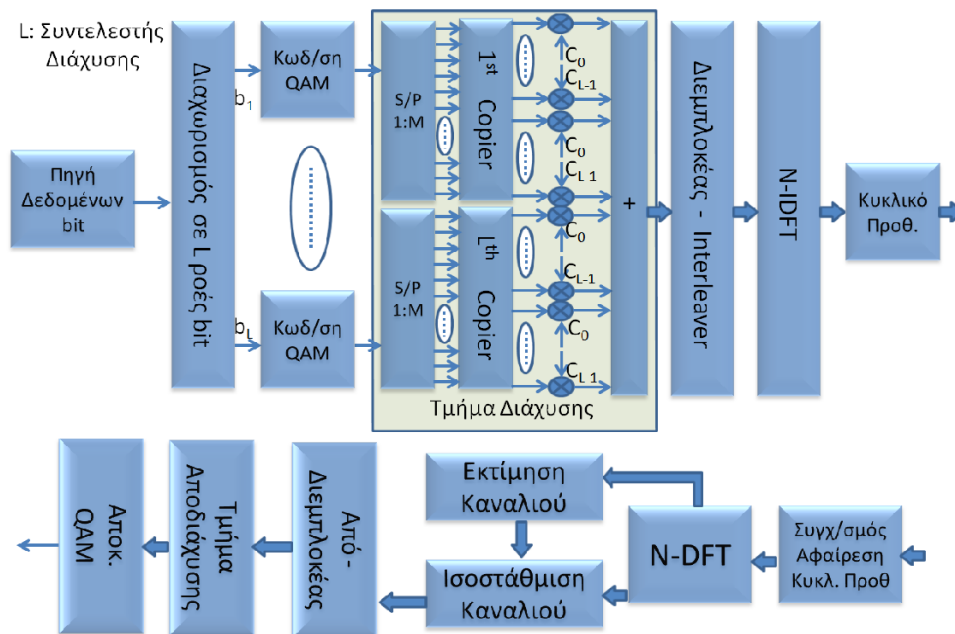 L: Συντελεστής
Διάχυσης
Πηγή
Δεδομένων
bit
Διαχωρισμός σε L ροές bit
b1
bL
Κωδ/ση
QAM
Κωδ/ση
QAM
S/P
1:M
S/P
1:M
1st Copier
Lth Copier
C0
CL-1
C0
CL 1
C0
CL-1
C0
CL 1
+
Τμήμα Διάχυσης
Διεμπλοκέας - Interleaver
N-IDFT
Κυκλικό
Προθ.
Αποκ.
QAM
Τμήμα
Αποδιάχυσης
Από -
Διεμπλοκέας
Εκτίμηση
Καναλιού
Ισοστάθμιση
Καναλιού
N-DFT
Συγχ/σμός
Αφαίρεση
Κυκλ. Προθ